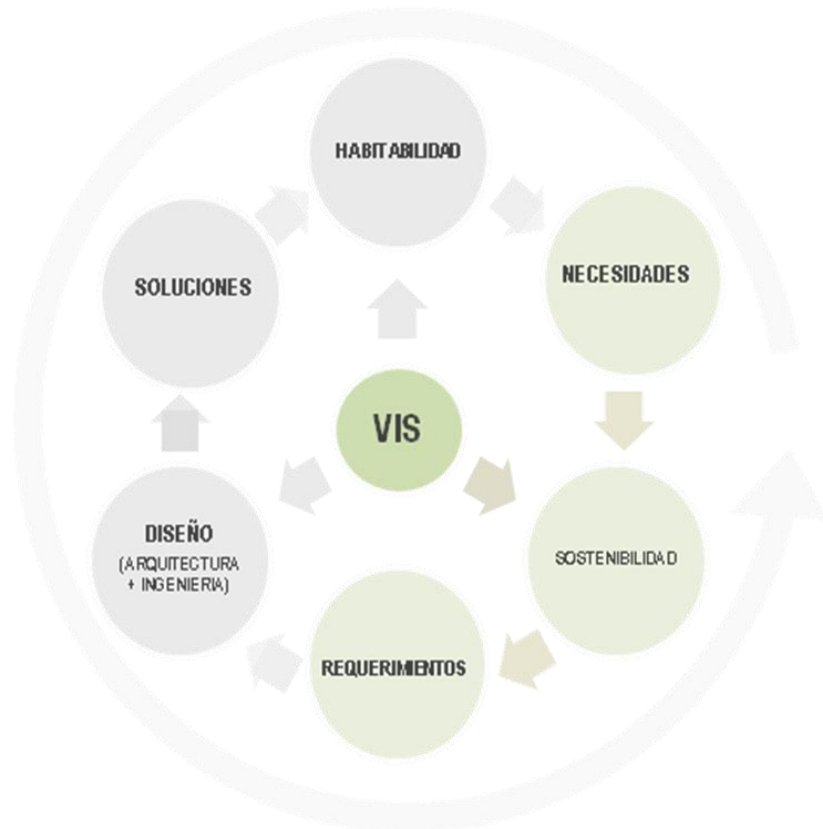 HABITABILIDAD
NECESIDADES
SOLUCIONES
VIS
SOSTENIBILIDAD
DISEÑO
(ARQUITECTURA
+ INGENIERIA)
REQUERIMIENTOS